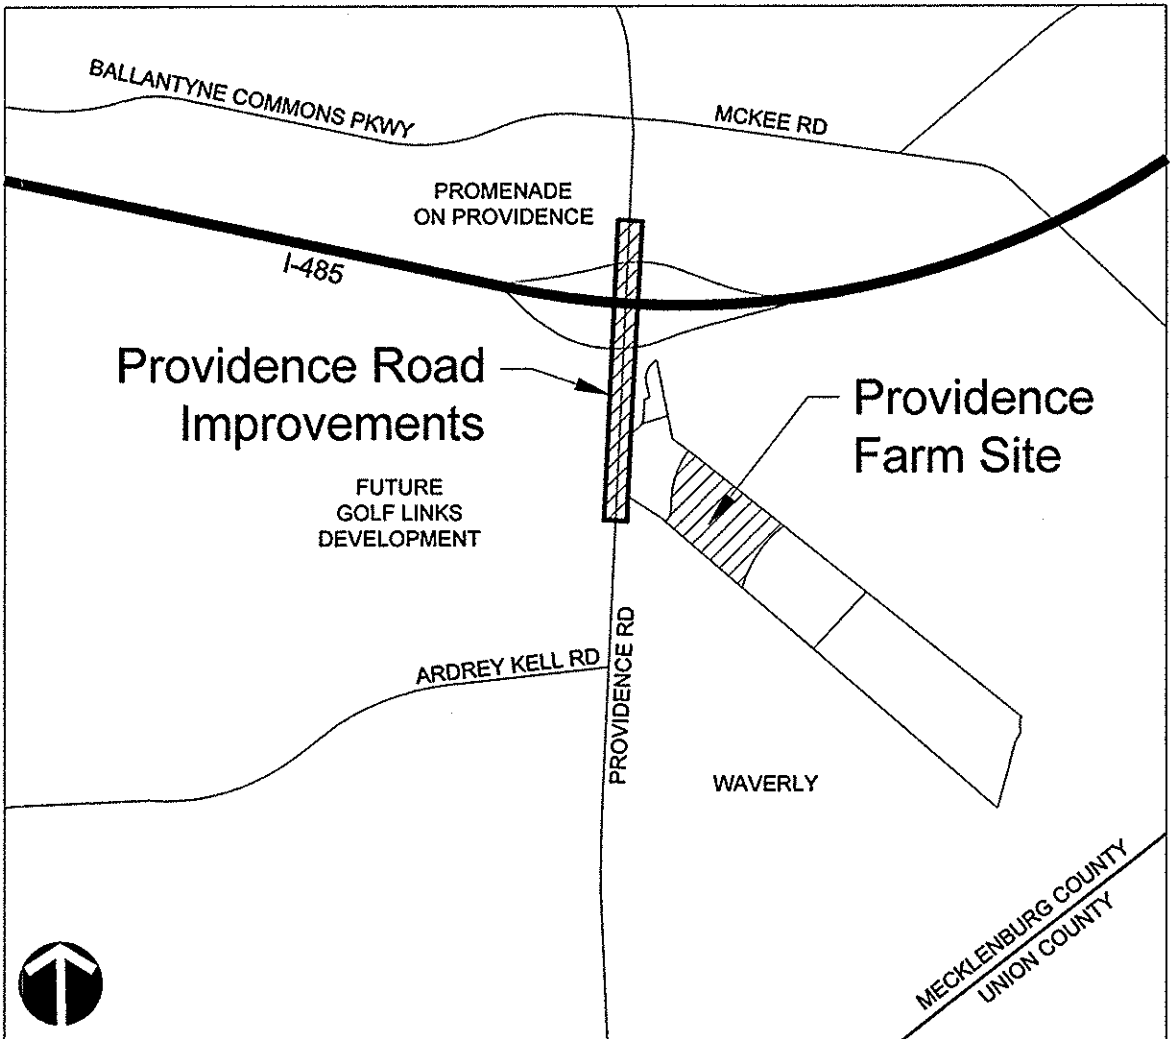 BALLANTYNE COMMONS PKWY
MCKEE RD
PROMENADE
ON PROVIDENCE
I-485
Providence Road
Improvements
Providence
Farm Site
FUTURE
GOLF LINKS
DEVELOPMENT
ARDREY KELL RD
PROVIDENCE RD
WAVERLY
MECKLENBURG COUNTY
UNION COUNTY